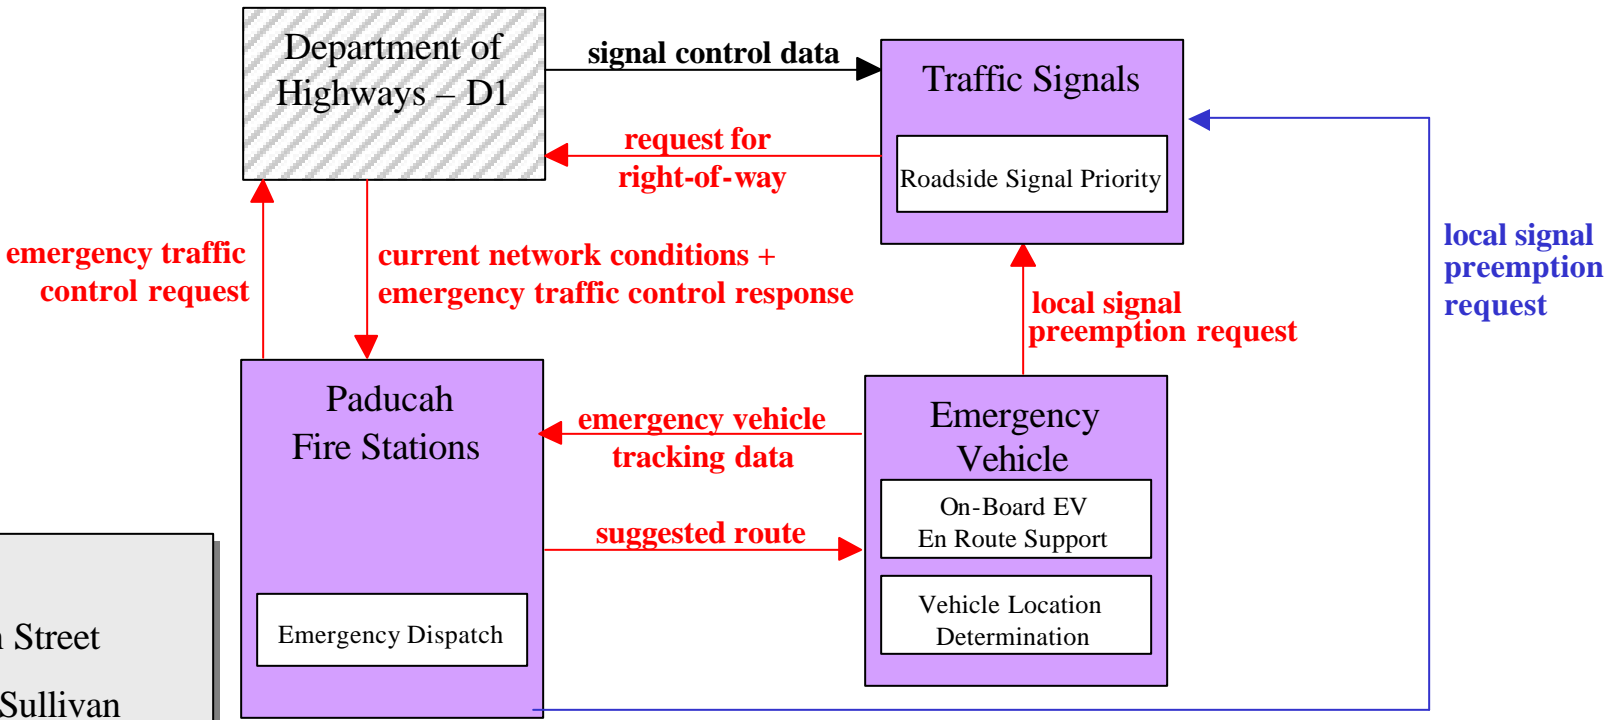 Department of
Highways – D1
signal control data
Traffic Signals
Roadside Signal Priority
request for
right-of-way
emergency traffic
control request
current network conditions +
emergency traffic control response
local signal
preemption request
local signal
preemption
request
Paducah
Fire Stations
Emergency Dispatch
emergency vehicle
tracking data
suggested route
Emergency
Vehicle
On-Board EV
En Route Support
Vehicle Location
Determination
Street
Sullivan